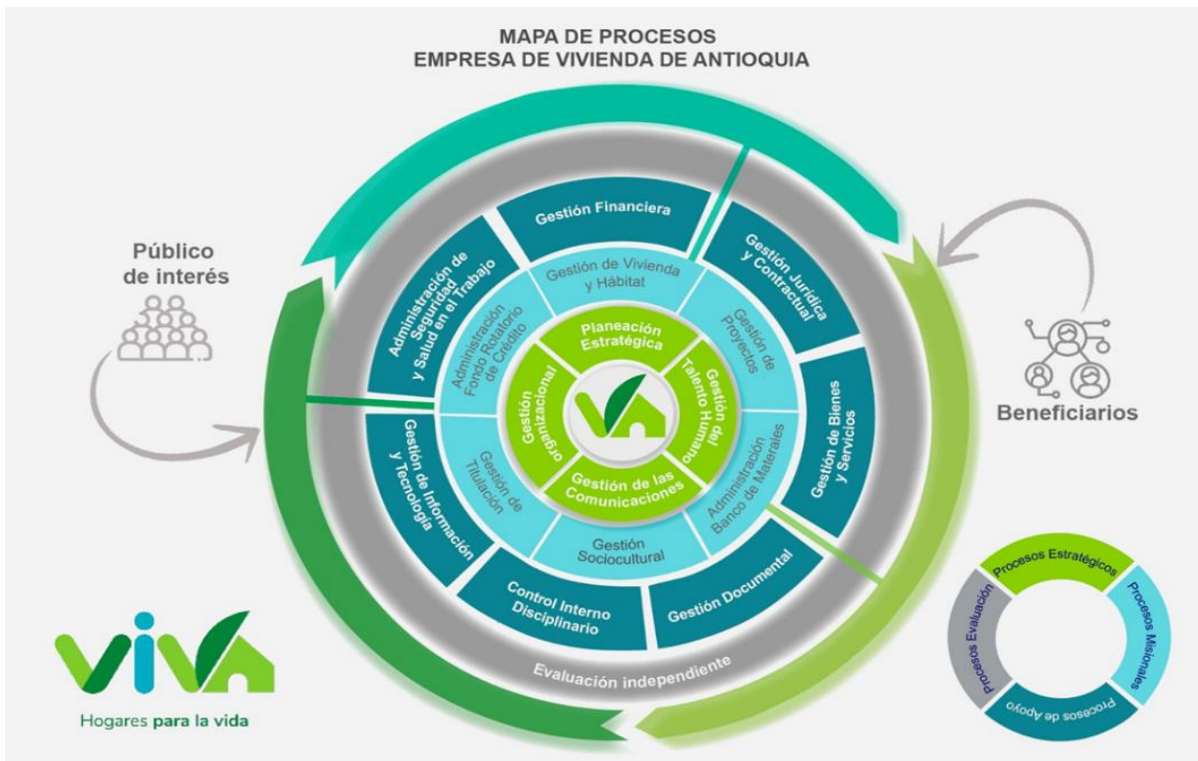 MAPA DE PROCESOS
EMPRESA DE VIVIENDA DE ANTIOQUIA
Público
de interés
Beneficiarios
Gestión Financiera
Gestión Jurídica
y Contractual
Gestión de Bienes
y Servicios
Gestión Documental
Control Interno
Disciplinario
Gestión de Información
y Tecnología
Administración de
Seguridad
y Salud en el Trabajo
Gestión de Vivienda
y Hábitat
Gestión de
Proyectos
Administración
Banco de Materales
Gestión
Sociocultural
Gestión de
Titulación
Administración
Fondo Rotatorio
de Crédito
Planeación
Estratégica
Gestión del
Talento Humano
Gestión de las
Comunicaciones
Gestión
organizacional
Evaluación independiente
viva
Hogares para la vida
Procesos Estratégicos
Procesos Misionales
Procesos de Apoyo
Procesos Evaluación